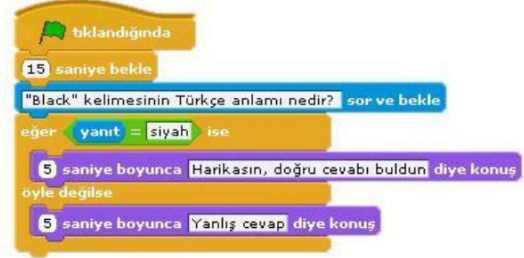 tıklandığında
15 saniye bekle
"Black" kelimesinin Türkçe anlamı nedir? sor ve bekle
eğer yanıt = siyah ise
5 saniye boyunca Harikasın, doğru cevabı buldun diye konuş
öyle değilse
5 saniye boyunca Yanlış cevap diye konuş